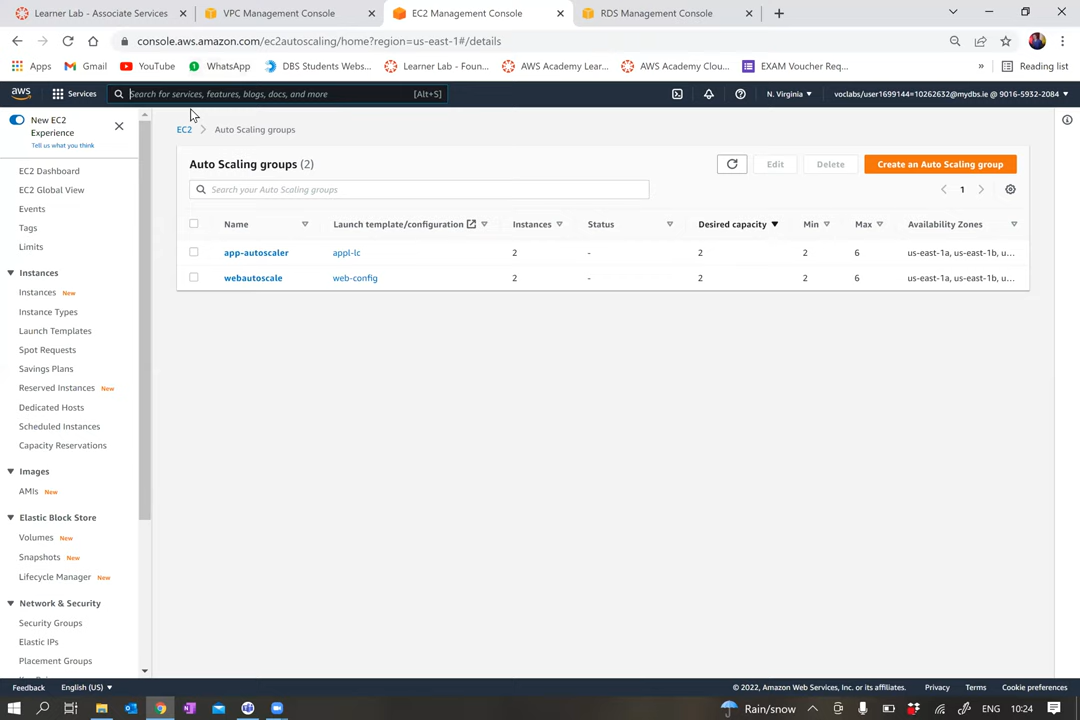 Learner Lab - Associate Services
VPC Management Console
EC2 Management Console
RDS Management Console
console.aws.amazon.com/ec2autoscaling/home?region=us-east-1#/details
Apps
Gmail
YouTube
WhatsApp
DBS Students Webs...
Learner Lab - Foun...
AWS Academy Lear...
AWS Academy Clou...
EXAM Voucher Req...
»
Reading list
aws
Services
Search for services, features, blogs, docs, and more
[Alt+S]
N. Virginia
voclabs/user1699144=10262632@mydbs.ie @ 9016-5932-2084
New EC2
Experience
Tell us what you think
EC2 Dashboard
EC2 Global View
Events
Tags
Limits
Instances
Instances New
Instance Types
Launch Templates
Spot Requests
Savings Plans
Reserved Instances New
Dedicated Hosts
Scheduled Instances
Capacity Reservations
Images
AMIs New
Elastic Block Store
Volumes New
Snapshots New
Lifecycle Manager New
Network & Security
Security Groups
Elastic IPs
Placement Groups
EC2 Auto Scaling groups
Auto Scaling groups (2)
Edit
Delete
Create an Auto Scaling group
Search your Auto Scaling groups
1
Name Launch template/configuration Instances Status Desired capacity Min Max Availability Zones
app-autoscaler appl-lc 2 - 2 2 6 us-east-1a, us-east-1b, u...
webautoscale web-config 2 - 2 2 6 us-east-1a, us-east-1b, u...
Feedback
English (US)
© 2022, Amazon Web Services, Inc. or its affiliates.
Privacy
Terms
Cookie preferences
Rain/snow
ENG
10:24